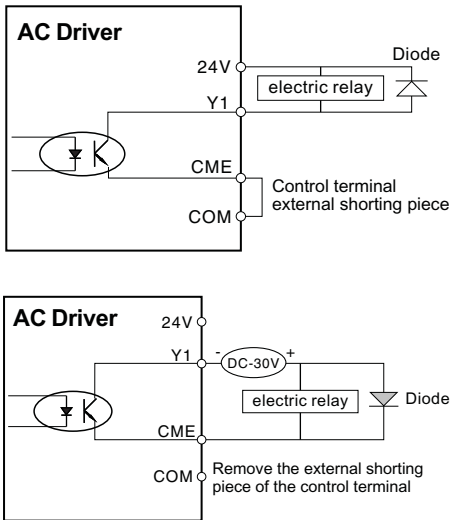 AC Driver
24V
Diode
electric relay
Y1
CME
Control terminal
external shorting piece
COM
AC Driver
24V
Y1
- DC-30V +
electric relay
Diode
CME
COM
Remove the external shorting
piece of the control terminal